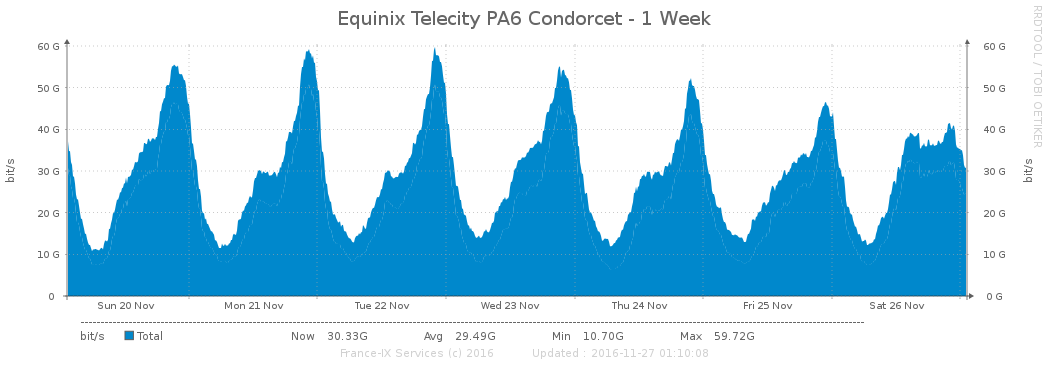 Equinix Telecity PA6 Condorcet - 1 Week
RRDTOOL / TOBI OETIKER
bit/s
60 G 60 G
50 G 50 G
40 G 40 G
30 G 30 G
20 G 20 G
10 G 10 G
0 0 G
bit/s
Sun 20 Nov Mon 21 Nov Tue 22 Nov Wed 23 Nov Thu 24 Nov Fri 25 Nov Sat 26 Nov
bit/s Total Now 30.33G Avg 29.49G Min 10.70G Max 59.72G
France-IX Services (c) 2016 Updated : 2016-11-27 01:10:08